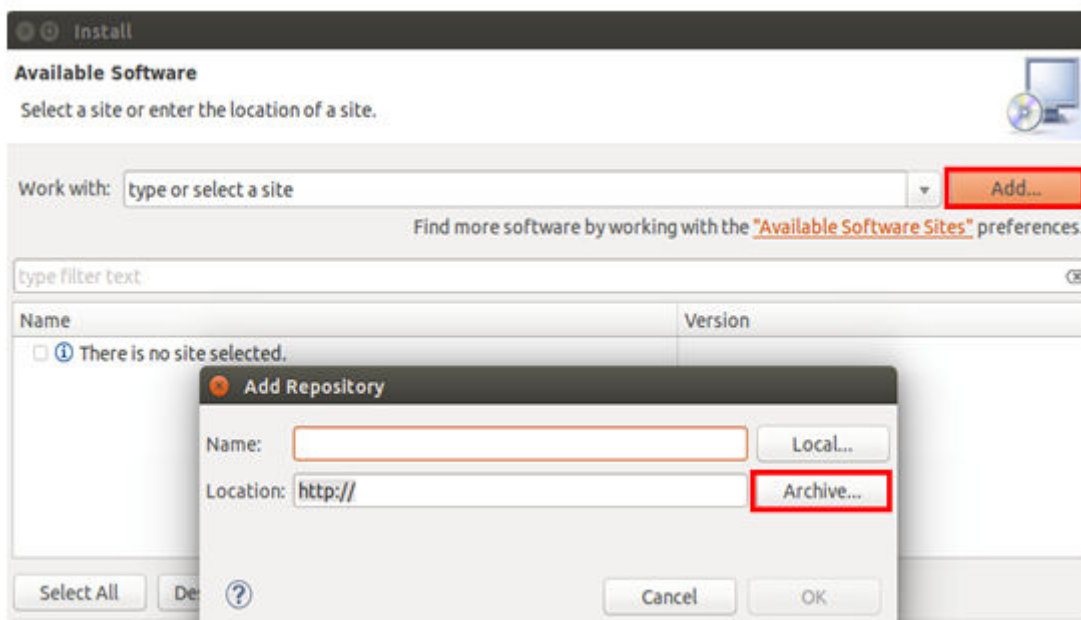 Install
Available Software
Select a site or enter the location of a site.
Work with: type or select a site Add...
Find more software by working with the "Available Software Sites" preferences.
type filter text
Name Version
There is no site selected.
Add Repository
Name: Local...
Location: http:// Archive...
Select All De
Cancel OK